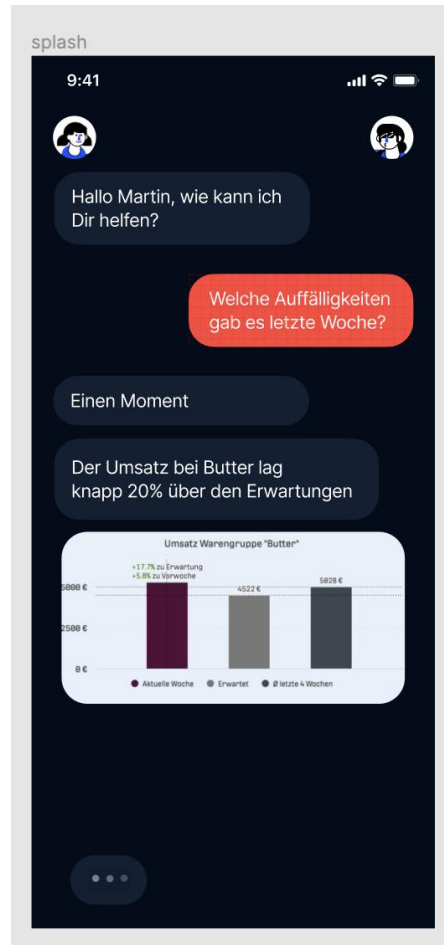 splash
9:41
Hallo Martin, wie kann ich
Dir helfen?
Welche Auffälligkeiten
gab es letzte Woche?
Einen Moment
Der Umsatz bei Butter lag
knapp 20% über den Erwartungen
Umsatz Warengruppe "Butter"
+17.7% zu Erwartung
+5.8% zu Vorwoche
5000 €
4522 €
5028 €
2500 €
0 €
Aktuelle Woche Erwartet Ø letzte 4 Wochen